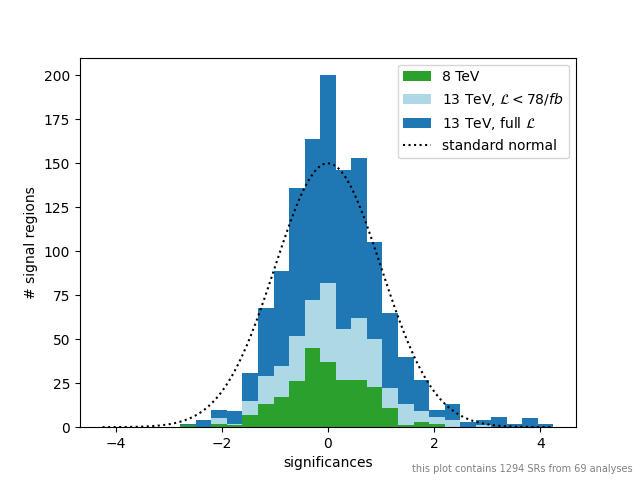 8 TeV
13 TeV, ℒ < 78/fb
13 TeV, full ℒ
standard normal
200
175
150
125
100
75
50
25
0
# signal regions
−4 −2 0 2 4
significances
this plot contains 1294 SRs from 69 analyses